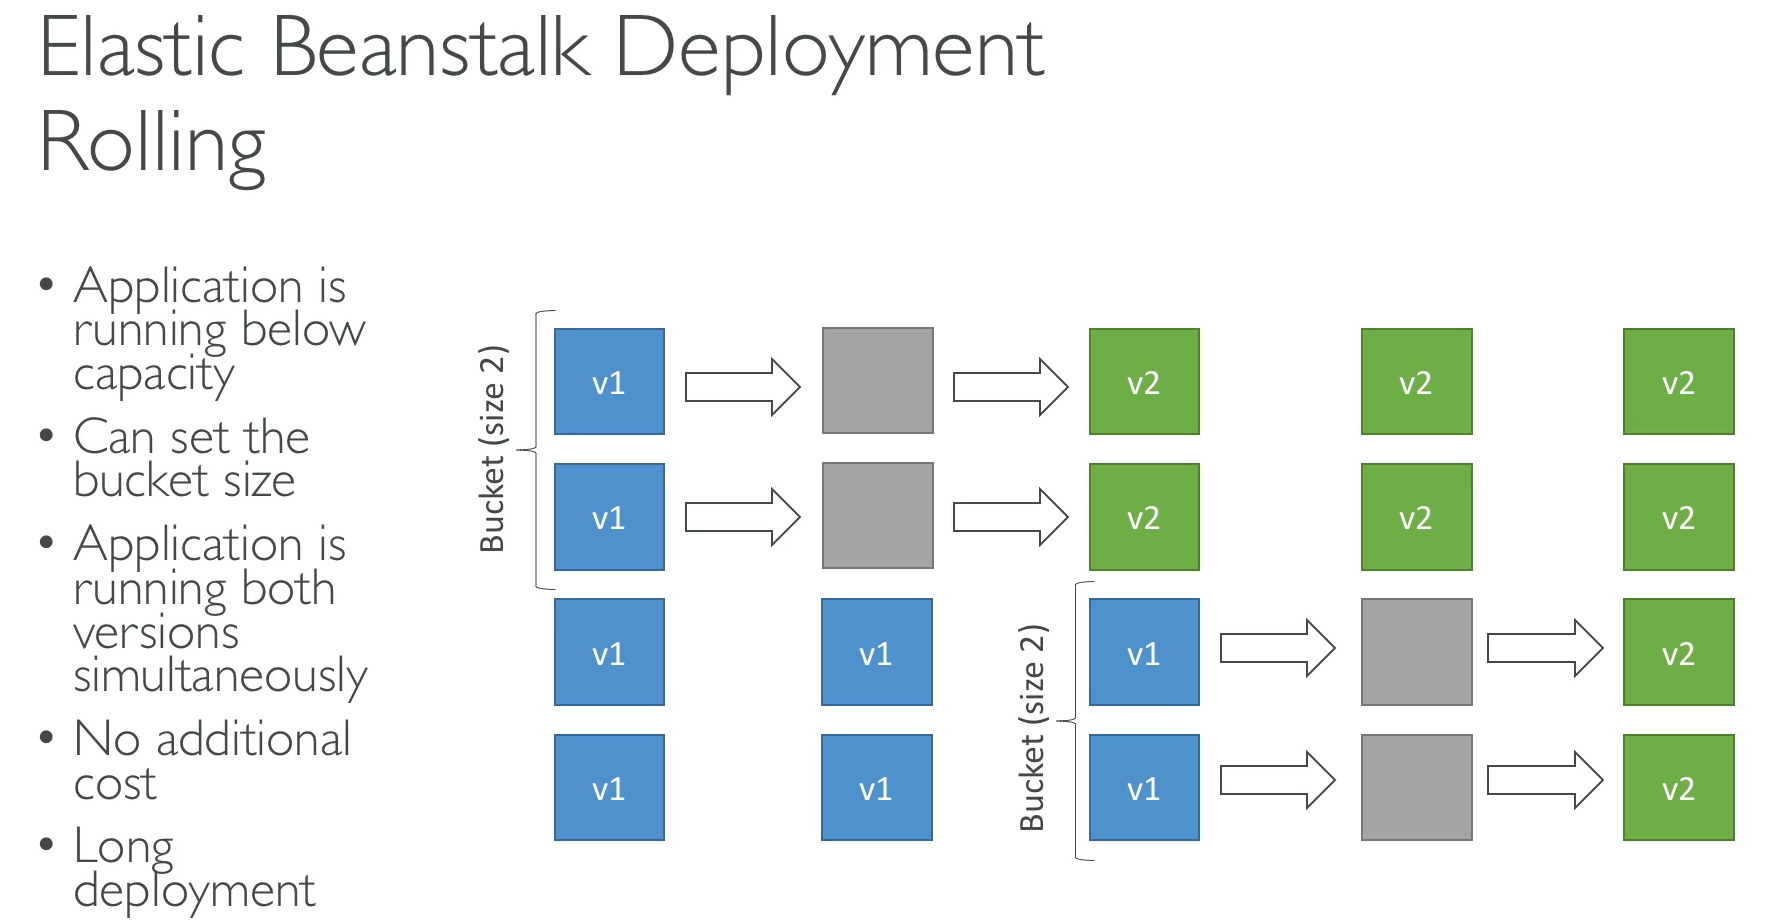 Elastic Beanstalk Deployment
Rolling
• Application is
running below
capacity
• Can set the
bucket size
• Application is
running both
versions
simultaneously
• No additional
cost
• Long
deployment
Bucket (size 2)
v1
v2
v2
v2
v1
v2
v2
v2
Bucket (size 2)
v1
v1
v1
v2
v1
v1
v1
v2